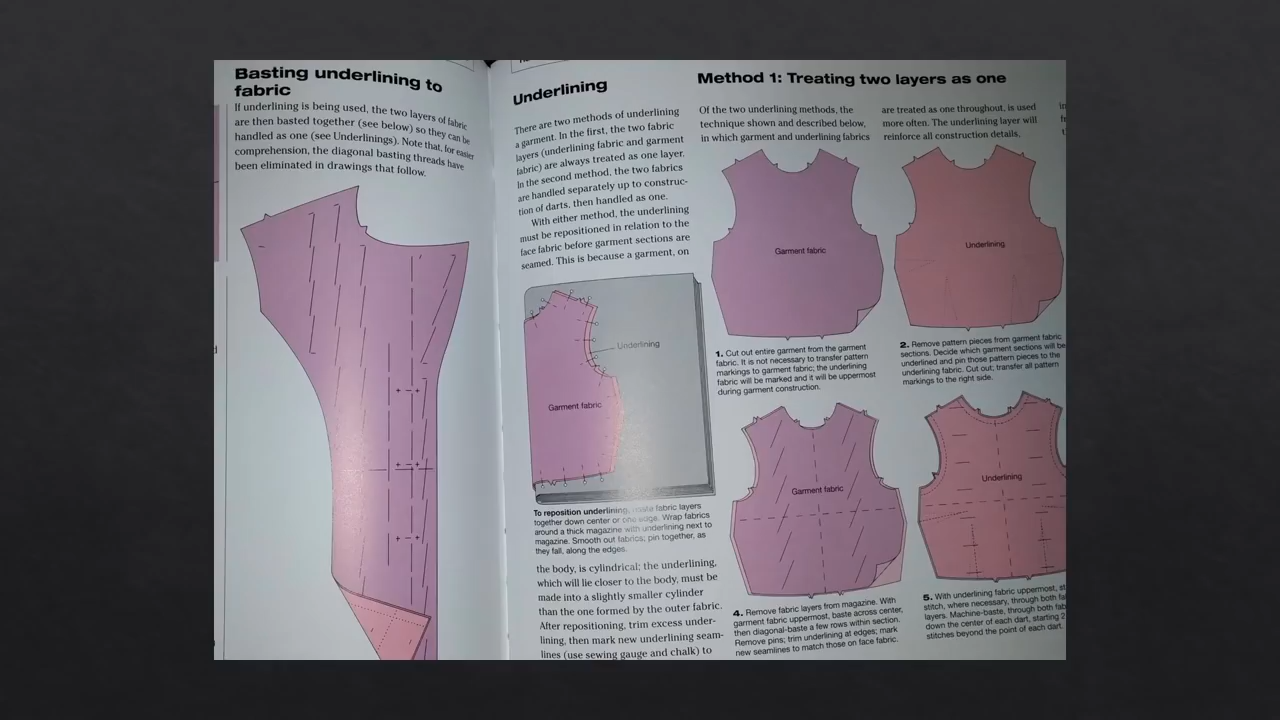 Basting underlining to
fabric
If underlining is being used, the two layers of fabric
are then basted together (see below) so they can be
handled as one (see Underlinings). Note that, for easier
comprehension, the diagonal basting threads have
been eliminated in drawings that follow.
Underlining
There are two methods of underlining
a garment. In the first, the two fabric
layers (underlining fabric and garment
fabric) are always treated as one layer.
In the second method, the two fabrics
are handled separately up to construc-
tion of darts, then handled as one.
With either method, the underlining
must be repositioned in relation to the
face fabric before garment sections are
seamed. This is because a garment, on
Underlining
Garment fabric
To reposition underlining, fabric layers
together down center or one edge. Wrap fabrics
around a thick magazine with underlining next to
magazine. Smooth out fabrics; pin together, as
they fall, along the edges.
the body, is cylindrical; the underlining,
which will lie closer to the body, must be
made into a slightly smaller cylinder
than the one formed by the outer fabric.
After repositioning, trim excess under-
lining, then mark new underlining seam-
lines (use sewing gauge and chalk) to
Method 1: Treating two layers as one
Of the two underlining methods, the
technique shown and described below,
in which garment and underlining fabrics
are treated as one throughout, is used
more often. The underlining layer will
reinforce all construction details.
Garment fabric
Underlining
1. Cut out entire garment from the garment
fabric. It is not necessary to transfer pattern
markings to garment fabric; the underlining
fabric will be marked and it will be uppermost
during garment construction.
2. Remove pattern pieces from garment fabric
sections. Decide which garment sections will be
underlined and pin those pattern pieces to the
underlining fabric. Cut out; transfer all pattern
markings to the right side.
Garment fabric
Underlining
4. Remove fabric layers from magazine. With
garment fabric uppermost, baste across center,
then diagonal-baste a few rows within section.
Remove pins; trim underlining at edges; mark
new seamlines to match those on face fabric.
5. With underlining fabric uppermost, st
stitch, where necessary, through both fa
layers. Machine-baste, through both fab
down the center of each dart, starting 2
stitches beyond the point of each dart.